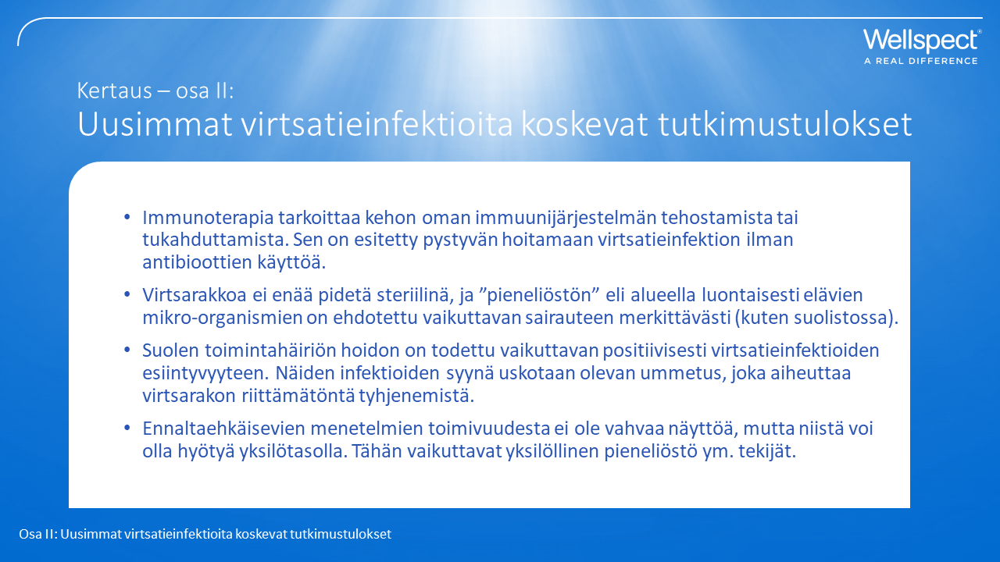 Wellspect®
A REAL DIFFERENCE
Kertaus – osa II:
Uusimmat virtsatieinfektioita koskevat tutkimustulokset
• Immunoterapia tarkoittaa kehon oman immuunijärjestelmän tehostamista tai
tukahduttamista. Sen on esitetty pystyvän hoitamaan virtsatieinfektion ilman
antibioottien käyttöä.
• Virtsarakkoa ei enää pidetä steriilinä, ja ”pieneliöstön” eli alueella luontaisesti elävien
mikro-organismien on ehdotettu vaikuttavan sairauteen merkittävästi (kuten suolistossa).
• Suolen toimintahäiriön hoidon on todettu vaikuttavan positiivisesti virtsatieinfektioiden
esiintyvyyteen. Näiden infektioiden syynä uskotaan olevan ummetus, joka aiheuttaa
virtsarakon riittämätöntä tyhjenemistä.
• Ennaltaehkäisevien menetelmien toimivuudesta ei ole vahvaa näyttöä, mutta niistä voi
olla hyötyä yksilötasolla. Tähän vaikuttavat yksilöllinen pieneliöstö ym. tekijät.
Osa II: Uusimmat virtsatieinfektioita koskevat tutkimustulokset